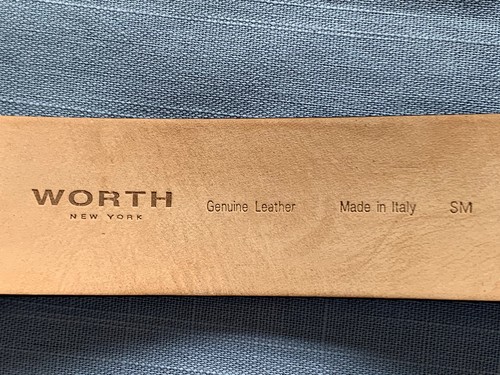 WORTH
NEW YORK
Genuine Leather
Made in Italy
SM